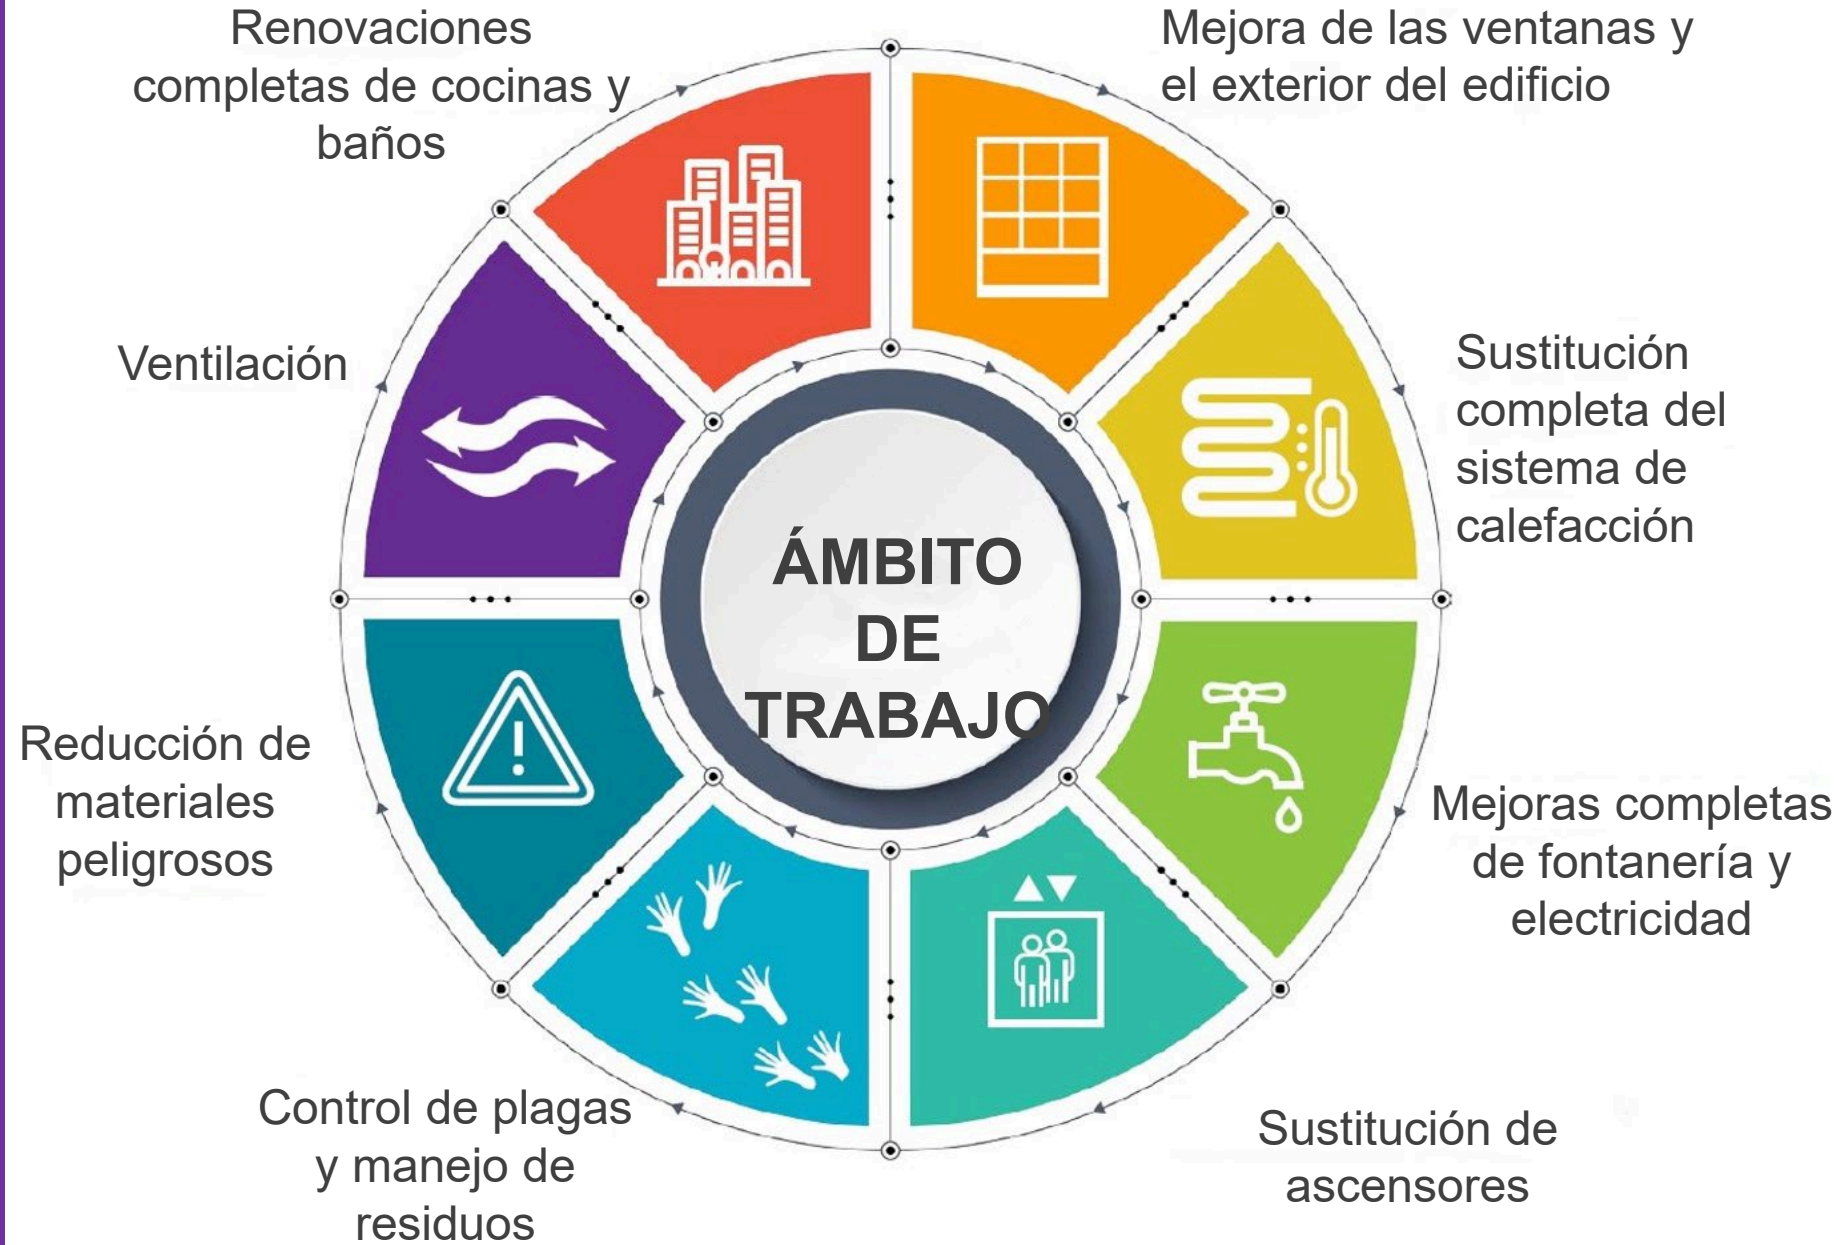 Renovaciones
completas de cocinas y
baños
Mejora de las ventanas y
el exterior del edificio
Ventilación
Sustitución
completa del
sistema de
calefacción
ÁMBITO
DE
TRABAJO
Reducción de
materiales
peligrosos
Mejoras completas
de fontanería y
electricidad
Control de plagas
y manejo de
residuos
Sustitución de
ascensores